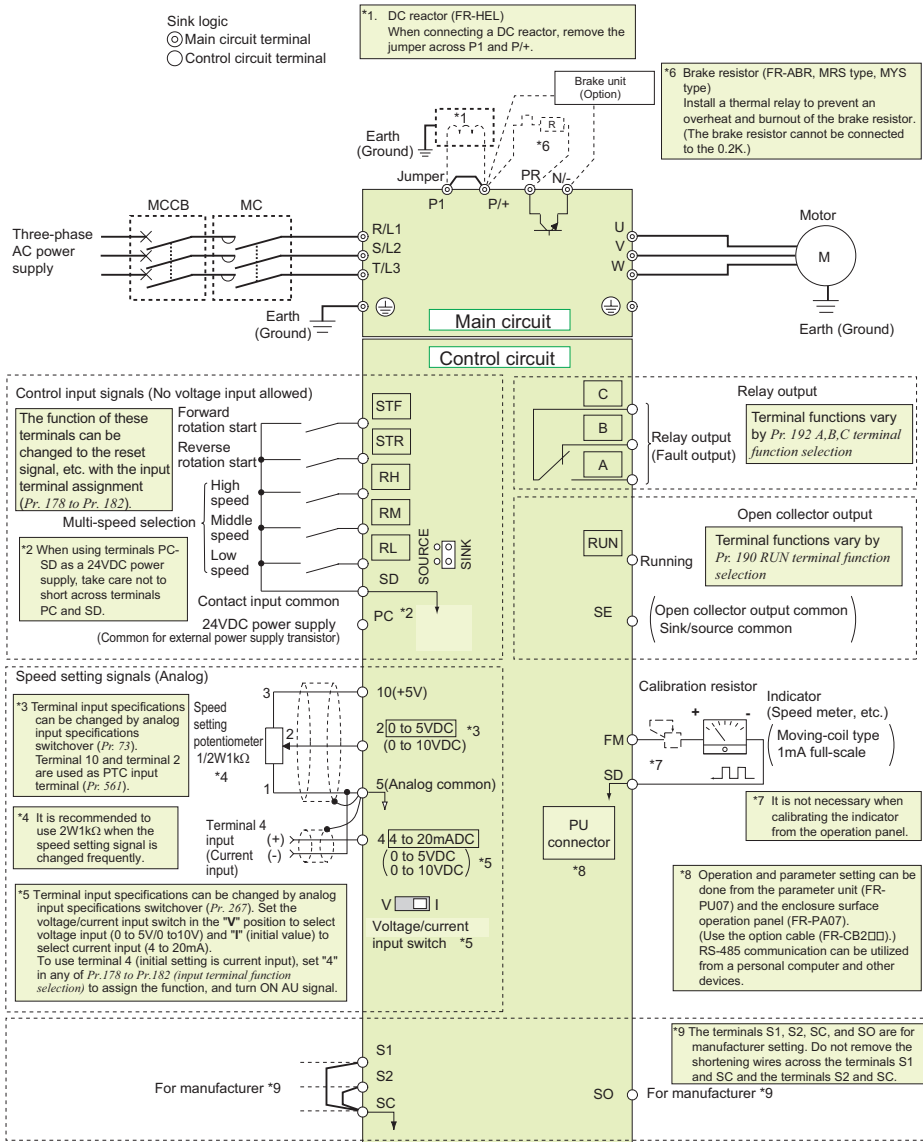 Sink logic
Main circuit terminal
Control circuit terminal
*1. DC reactor (FR-HEL)
When connecting a DC reactor, remove the
jumper across P1 and P/+.
Brake unit
(Option)
*6 Brake resistor (FR-ABR, MRS type, MYS
type)
Install a thermal relay to prevent an
overheat and burnout of the brake resistor.
(The brake resistor cannot be connected
to the 0.2K.)
*1
Earth
(Ground)
R
*6
Jumper
P1
P/+
PR
N/-
MCCB
MC
Three-phase
AC power
supply
R/L1
S/L2
T/L3
U
V
W
Motor
M
Earth
(Ground)
Earth (Ground)
Main circuit
Control circuit
Control input signals (No voltage input allowed)
The function of these
terminals can be
changed to the reset
signal, etc. with the input
terminal assignment
(Pr. 178 to Pr. 182).
Forward
rotation start
Reverse
rotation start
High
speed
Multi-speed selection
Middle
speed
Low
speed
*2 When using terminals PC-
SD as a 24VDC power
supply, take care not to
short across terminals
PC and SD.
Contact input common
24VDC power supply
(Common for external power supply transistor)
STF
STR
RH
RM
RL
SD
PC *2
SOURCE
SINK
C
B
A
Relay output
Relay output
(Fault output)
Terminal functions vary
by Pr. 192 A,B,C terminal
function selection
Open collector output
RUN
Running
Terminal functions vary by
Pr. 190 RUN terminal function
selection
SE
(Open collector output common
Sink/source common)
Speed setting signals (Analog)
*3 Terminal input specifications
can be changed by analog
input specifications
switchover (Pr. 73).
Terminal 10 and terminal 2
are used as PTC input
terminal (Pr. 561).
Speed
setting
potentiometer
1/2W1kΩ
*4
3
2
1
10(+5V)
2 0 to 5VDC *3
(0 to 10VDC)
5(Analog common)
*4 It is recommended to
use 2W1kΩ when the
speed setting signal is
changed frequently.
Terminal 4
input
(Current
input)
(+)
(-)
4 4 to 20mADC
(0 to 5VDC
0 to 10VDC) *5
*5 Terminal input specifications can be changed by analog
input specifications switchover (Pr. 267). Set the
voltage/current input switch in the "V" position to select
voltage input (0 to 5V/0 to10V) and "I" (initial value) to
select current input (4 to 20mA).
To use terminal 4 (initial setting is current input), set "4"
in any of Pr.178 to Pr.182 (input terminal function
selection) to assign the function, and turn ON AU signal.
V I
Voltage/current
input switch *5
Calibration resistor
+ -
Indicator
(Speed meter, etc.)
(Moving-coil type
1mA full-scale)
FM
*7
SD
*7 It is not necessary when
calibrating the indicator
from the operation panel.
PU
connector
*8
*8 Operation and parameter setting can be
done from the parameter unit (FR-
PU07) and the enclosure surface
operation panel (FR-PA07).
(Use the option cable (FR-CB2□□).)
RS-485 communication can be utilized
from a personal computer and other
devices.
For manufacturer *9
S1
S2
SC
SO
For manufacturer *9
*9 The terminals S1, S2, SC, and SO are for
manufacturer setting. Do not remove the
shortening wires across the terminals S1
and SC and the terminals S2 and SC.